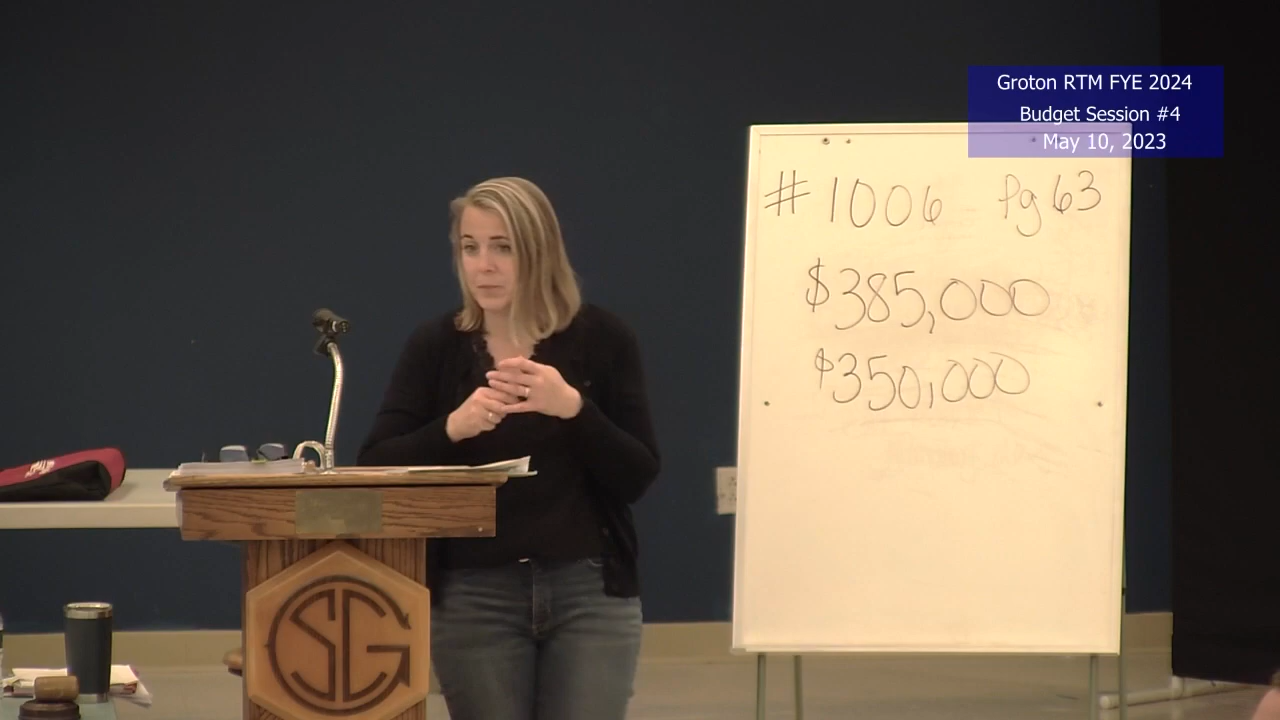 Groton RTM FYE 2024
Budget Session #4
May 10, 2023
#1006 Pg 63
$385,000
$350,000
SG